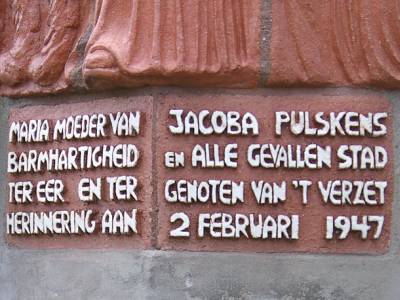 MARIA MOEDER VAN
BARMHARTIGHEID
TER EER EN TER
HERINNERING AAN
JACOBA PULSKENS
EN ALLE GEVALLEN STAD
GENOTEN VAN 'T VERZET
2 FEBRUARI 1947